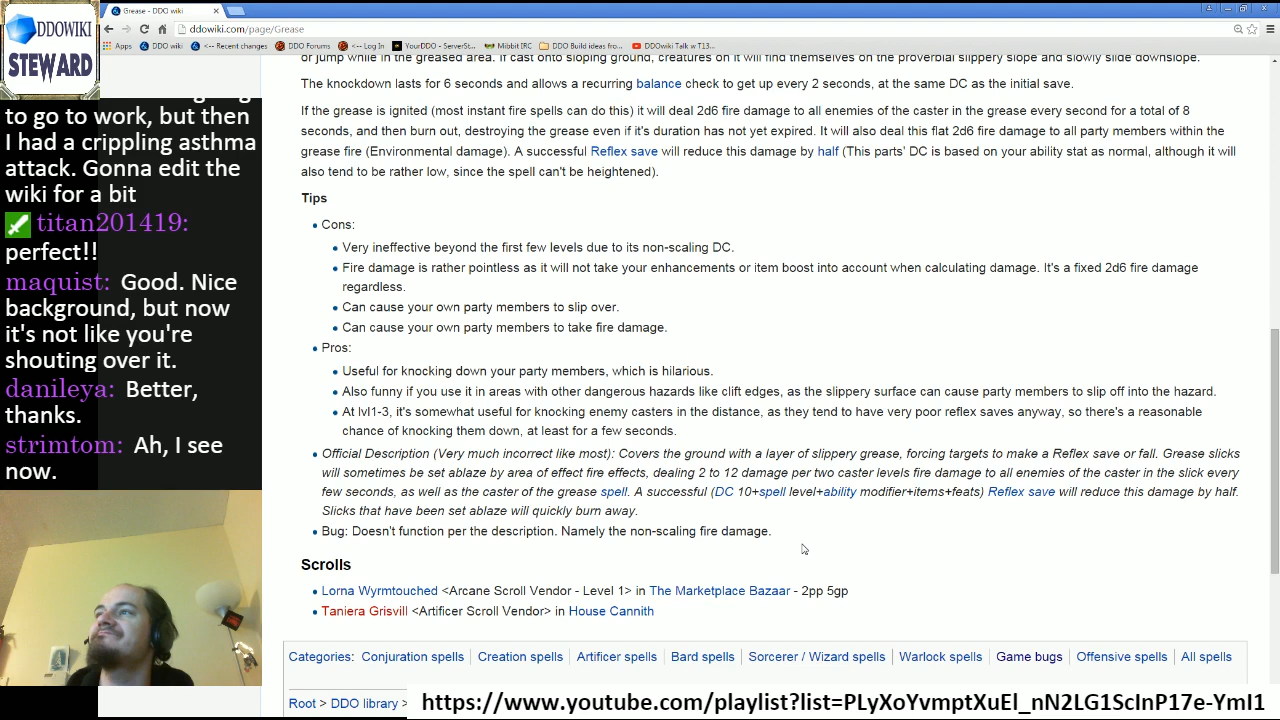 DDOWIKI
STEWARD
to go to work, but then
I had a crippling asthma
attack. Gonna edit the
wiki for a bit
titan201419:
perfect!!
maquist: Good. Nice
background, but now
it's not like you're
shouting over it.
danileya: Better,
thanks.
strimtom: Ah, I see
now.
Grease - DDO wiki
ddowiki.com/page/Grease
Apps DDO wiki <-- Recent changes DDO Forums <-- Log In YourDDO - ServerSt... Mibbit IRC DDO Build ideas fro... DDOwiki Talk w T13...
or jump while in the greased area. If cast onto sloping ground, creatures on it will find themselves on the proverbial slippery slope and slowly slide downslope.
The knockdown lasts for 6 seconds and allows a recurring balance check to get up every 2 seconds, at the same DC as the initial save.
If the grease is ignited (most instant fire spells can do this) it will deal 2d6 fire damage to all enemies of the caster in the grease every second for a total of 8
seconds, and then burn out, destroying the grease even if it's duration has not yet expired. It will also deal this flat 2d6 fire damage to all party members within the
grease fire (Environmental damage). A successful Reflex save will reduce this damage by half (This parts' DC is based on your ability stat as normal, although it will
also tend to be rather low, since the spell can't be heightened).
Tips
Cons:
Very ineffective beyond the first few levels due to its non-scaling DC.
Fire damage is rather pointless as it will not take your enhancements or item boost into account when calculating damage. It's a fixed 2d6 fire damage
regardless.
Can cause your own party members to slip over.
Can cause your own party members to take fire damage.
Pros:
Useful for knocking down your party members, which is hilarious.
Also funny if you use it in areas with other dangerous hazards like clift edges, as the slippery surface can cause party members to slip off into the hazard.
At lvl1-3, it's somewhat useful for knocking enemy casters in the distance, as they tend to have very poor reflex saves anyway, so there's a reasonable
chance of knocking them down, at least for a few seconds.
Official Description (Very much incorrect like most): Covers the ground with a layer of slippery grease, forcing targets to make a Reflex save or fall. Grease slicks
will sometimes be set ablaze by area of effect fire effects, dealing 2 to 12 damage per two caster levels fire damage to all enemies of the caster in the slick every
few seconds, as well as the caster of the grease spell. A successful (DC 10+spell level+ability modifier+items+feats) Reflex save will reduce this damage by half.
Slicks that have been set ablaze will quickly burn away.
Bug: Doesn't function per the description. Namely the non-scaling fire damage.
Scrolls
Lorna Wyrmtouched <Arcane Scroll Vendor - Level 1> in The Marketplace Bazaar - 2pp 5gp
Taniera Grisvill <Artificer Scroll Vendor> in House Cannith
Categories: Conjuration spells Creation spells Artificer spells Bard spells Sorcerer / Wizard spells Warlock spells Game bugs Offensive spells All spells
Root > DDO library >
https://www.youtube.com/playlist?list=PLyXoYvmptXuEl_nN2LG1ScInP17e-YmI1